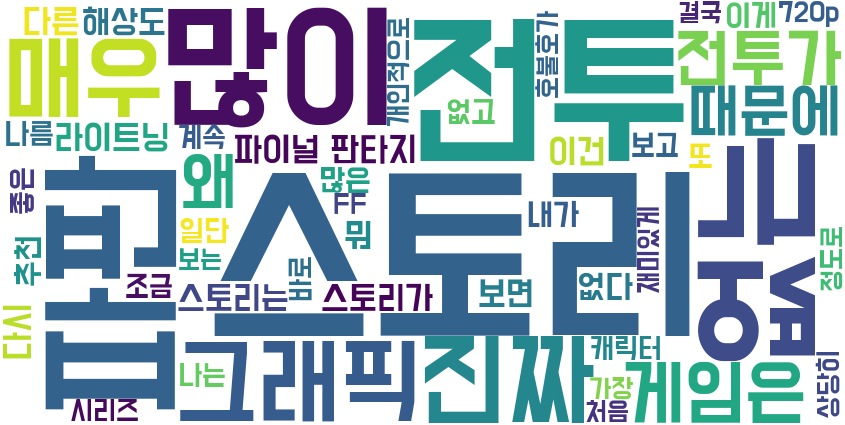 다른
해상도
많이
개인적으로
전투
호불호가
결국
이게
720p
매우
전투가
없고
때문에
나름
라이트닝
계속
파이널 판타지
이건
보고
또
좋은
왜
많은
FF
스토리
내가
재미있게
일단
뭔
추천
보는
바로
정도로
조금
스토리는
스토리가
보면
없다
다시
그래픽
진짜
캐릭터
게임은
나는
가장
상당히
시리즈
처음